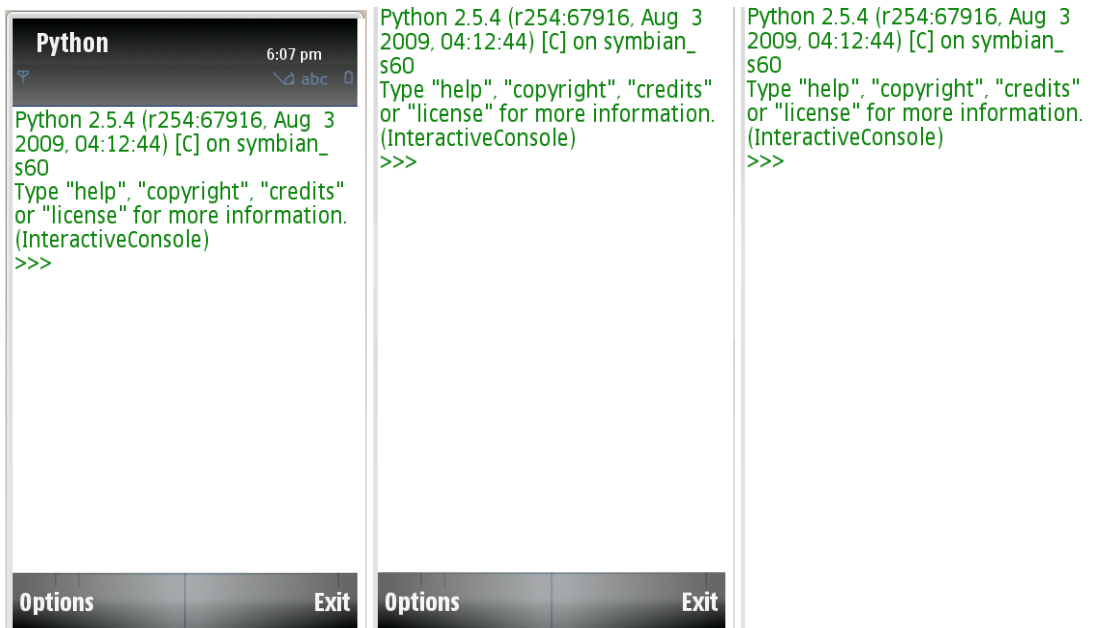 Python
6:07 pm
abc
Python 2.5.4 (r254:67916, Aug  3
2009, 04:12:44) [C] on symbian_
s60
Type "help", "copyright", "credits"
or "license" for more information.
(InteractiveConsole)
>>>
Options Exit
Python 2.5.4 (r254:67916, Aug  3
2009, 04:12:44) [C] on symbian_
s60
Type "help", "copyright", "credits"
or "license" for more information.
(InteractiveConsole)
>>>
Options Exit
Python 2.5.4 (r254:67916, Aug  3
2009, 04:12:44) [C] on symbian_
s60
Type "help", "copyright", "credits"
or "license" for more information.
(InteractiveConsole)
>>>